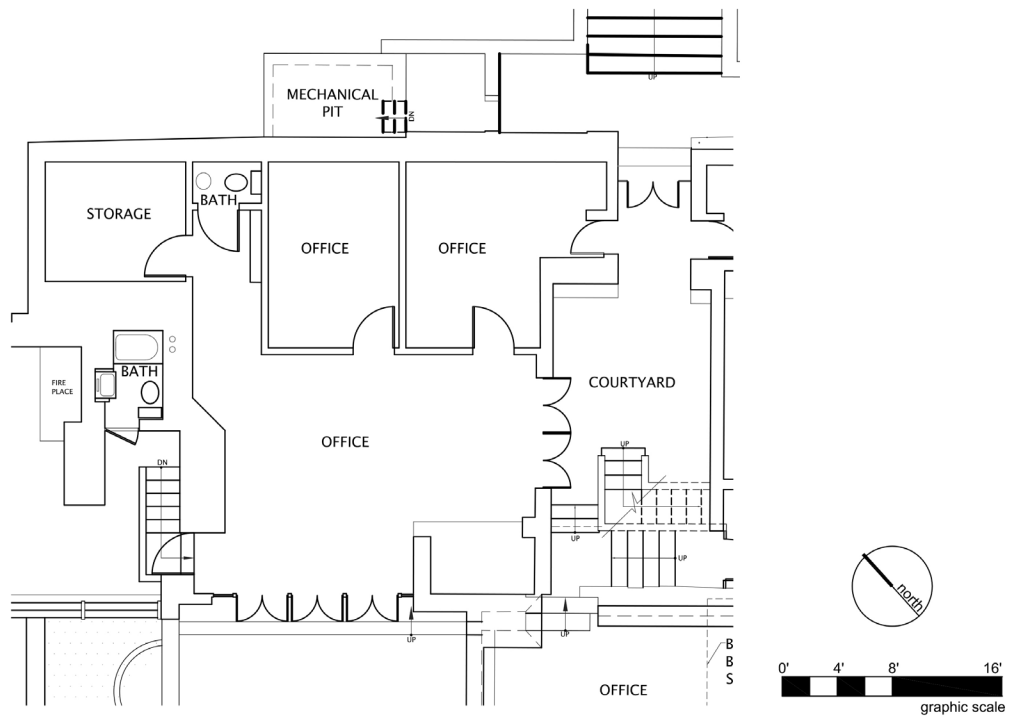 UP
MECHANICAL
PIT
DN
BATH
STORAGE
OFFICE
OFFICE
BATH
FIRE
PLACE
COURTYARD
OFFICE
UP
DN
UP
UP
UP
UP
north
B
B
S
OFFICE
0' 4' 8' 16'
graphic scale